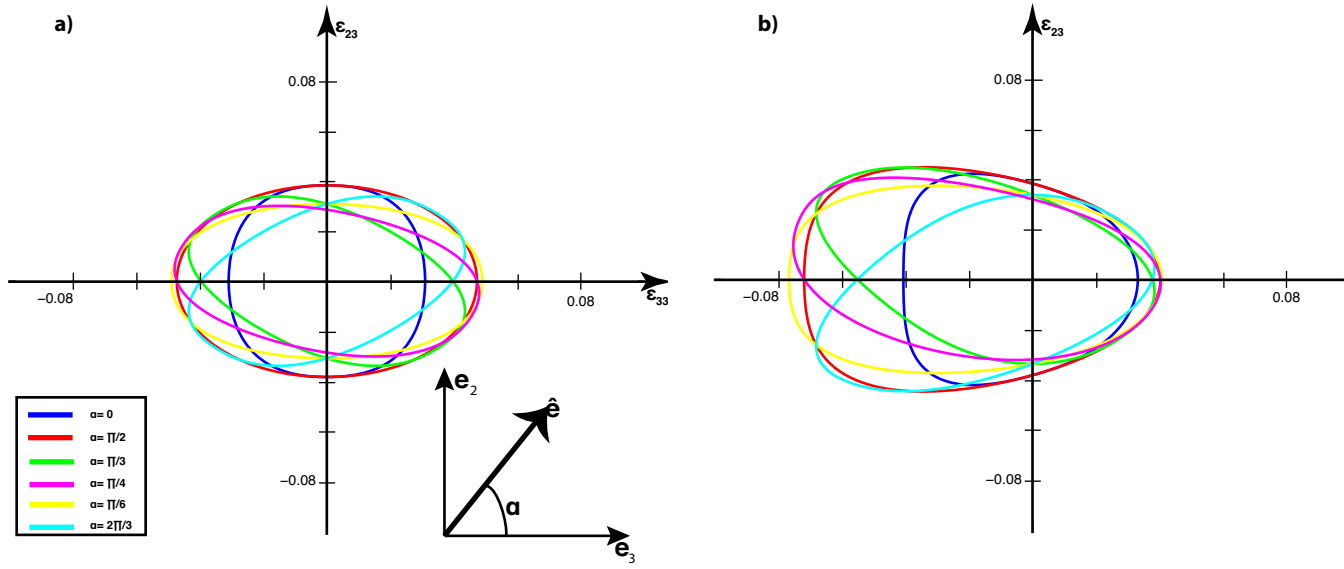 a)
ε23
0.08
−0.08
0.08
ε33
−0.08
α= 0
α= ∏/2
α= ∏/3
α= ∏/4
α= ∏/6
α= 2∏/3
e2
ê
α
e3
b)
ε23
0.08
−0.08
0.08
−0.08